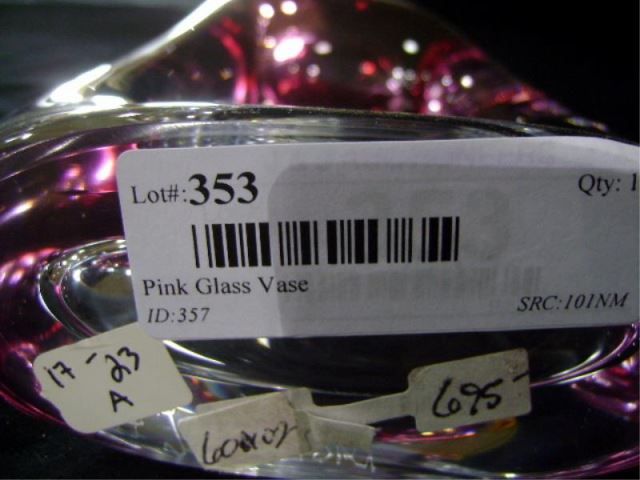 Lot#:353
Qty: 1
Pink Glass Vase
ID:357
SRC:101NM
17-23
A
695-